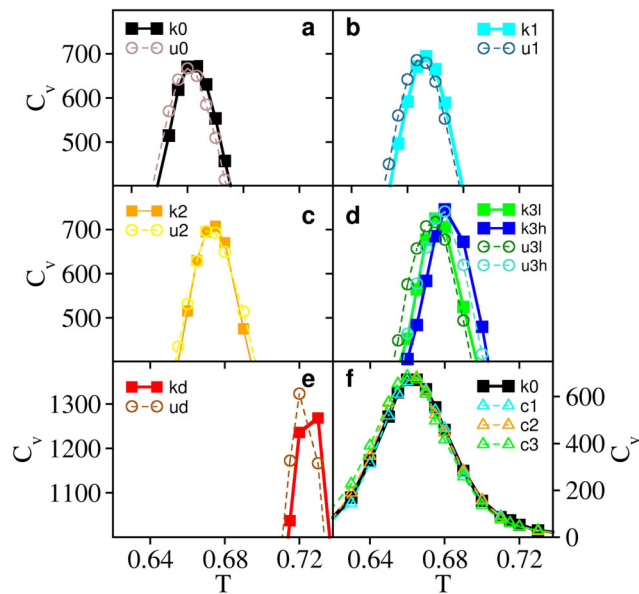 a
k0
u0
700
600
500
C_v
b
k1
u1
c
k2
u2
700
600
500
C_v
d
k3l
k3h
u3l
u3h
e
kd
ud
1300
1200
1100
C_v
0.64 0.68 0.72
T
f
k0
c1
c2
c3
600
400
200
0
C_v
0.64 0.68 0.72
T